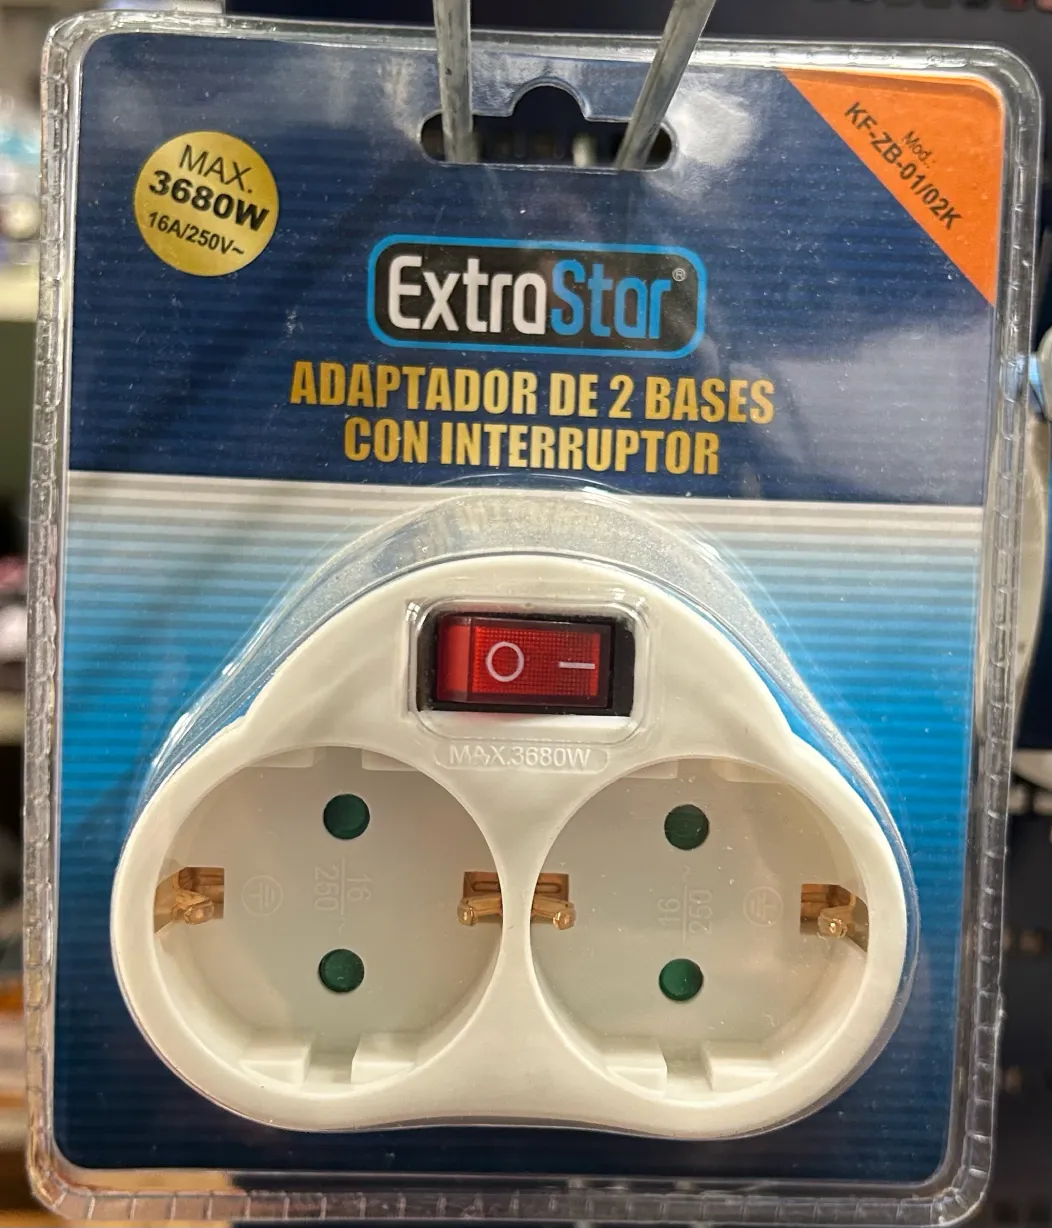 MAX.
3680W
16A/250V~
Mod.:
KF-ZB-01/02K
ExtraStar®
ADAPTADOR DE 2 BASES
CON INTERRUPTOR
MAX.3680W
16
250
~
16
250
~